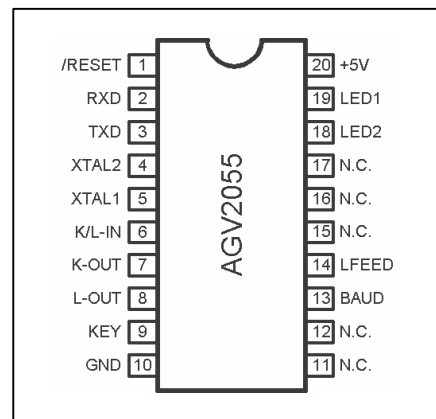 /RESET 1 20 +5V
RXD 2 19 LED1
TXD 3 18 LED2
XTAL2 4 17 N.C.
XTAL1 5 16 N.C.
K/L-IN 6 15 N.C.
K-OUT 7 14 LFEED
L-OUT 8 13 BAUD
KEY 9 12 N.C.
GND 10 11 N.C.
AGV2055